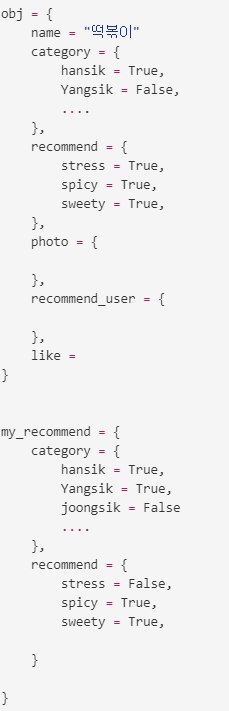 obj = {
    name = "떡볶이"
    category = {
        hansik = True,
        Yangsik = False,
        ....
    },
    recommend = {
        stress = True,
        spicy = True,
        sweety = True,
    },
    photo = {

    },
    recommend_user = {

    },
    like =
}


my_recommend = {
    category = {
        hansik = True,
        Yangsik = True,
        joongsik = False
        ....
    },
    recommend = {
        stress = False,
        spicy = True,
        sweety = True,

    }

}